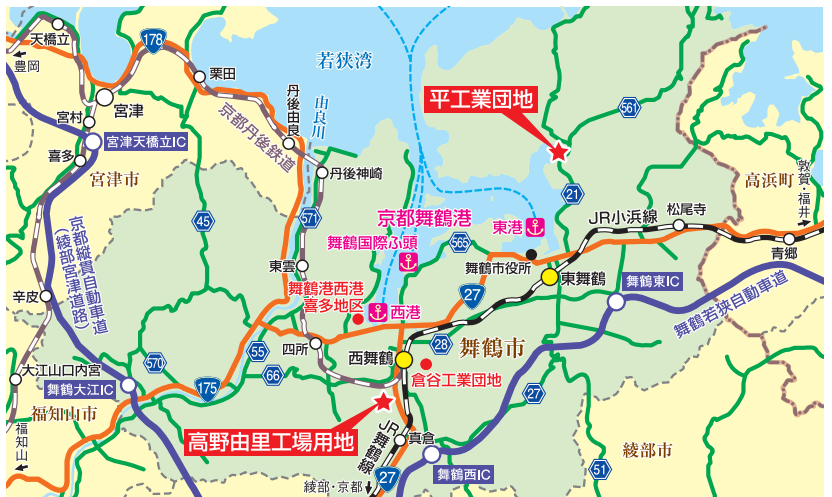 天橋立
豊岡
178
栗田
若狭湾
宮津
宮村
宮津天橋立IC
喜多
宮津市
京都丹後鉄道
丹後由良
由良川
丹後神崎
平工業団地
561
21
高浜町
敦賀・福井
45
571
京都舞鶴港
舞鶴国際ふ頭
565
東港
JR小浜線
松尾寺
青郷
京都縦貫自動車道
（綾部宮津道路）
東雲
舞鶴港西港
喜多地区
西港
舞鶴市役所
東舞鶴
舞鶴東IC
27
舞鶴若狭自動車道
辛皮
四所
28
舞鶴市
大江山口内宮
570
55
66
西舞鶴
倉谷工業団地
舞鶴大江IC
175
27
福知山市
福知山
高野由里工場用地
JR舞鶴線
真倉
綾部市
舞鶴西IC
51
27
綾部・京都